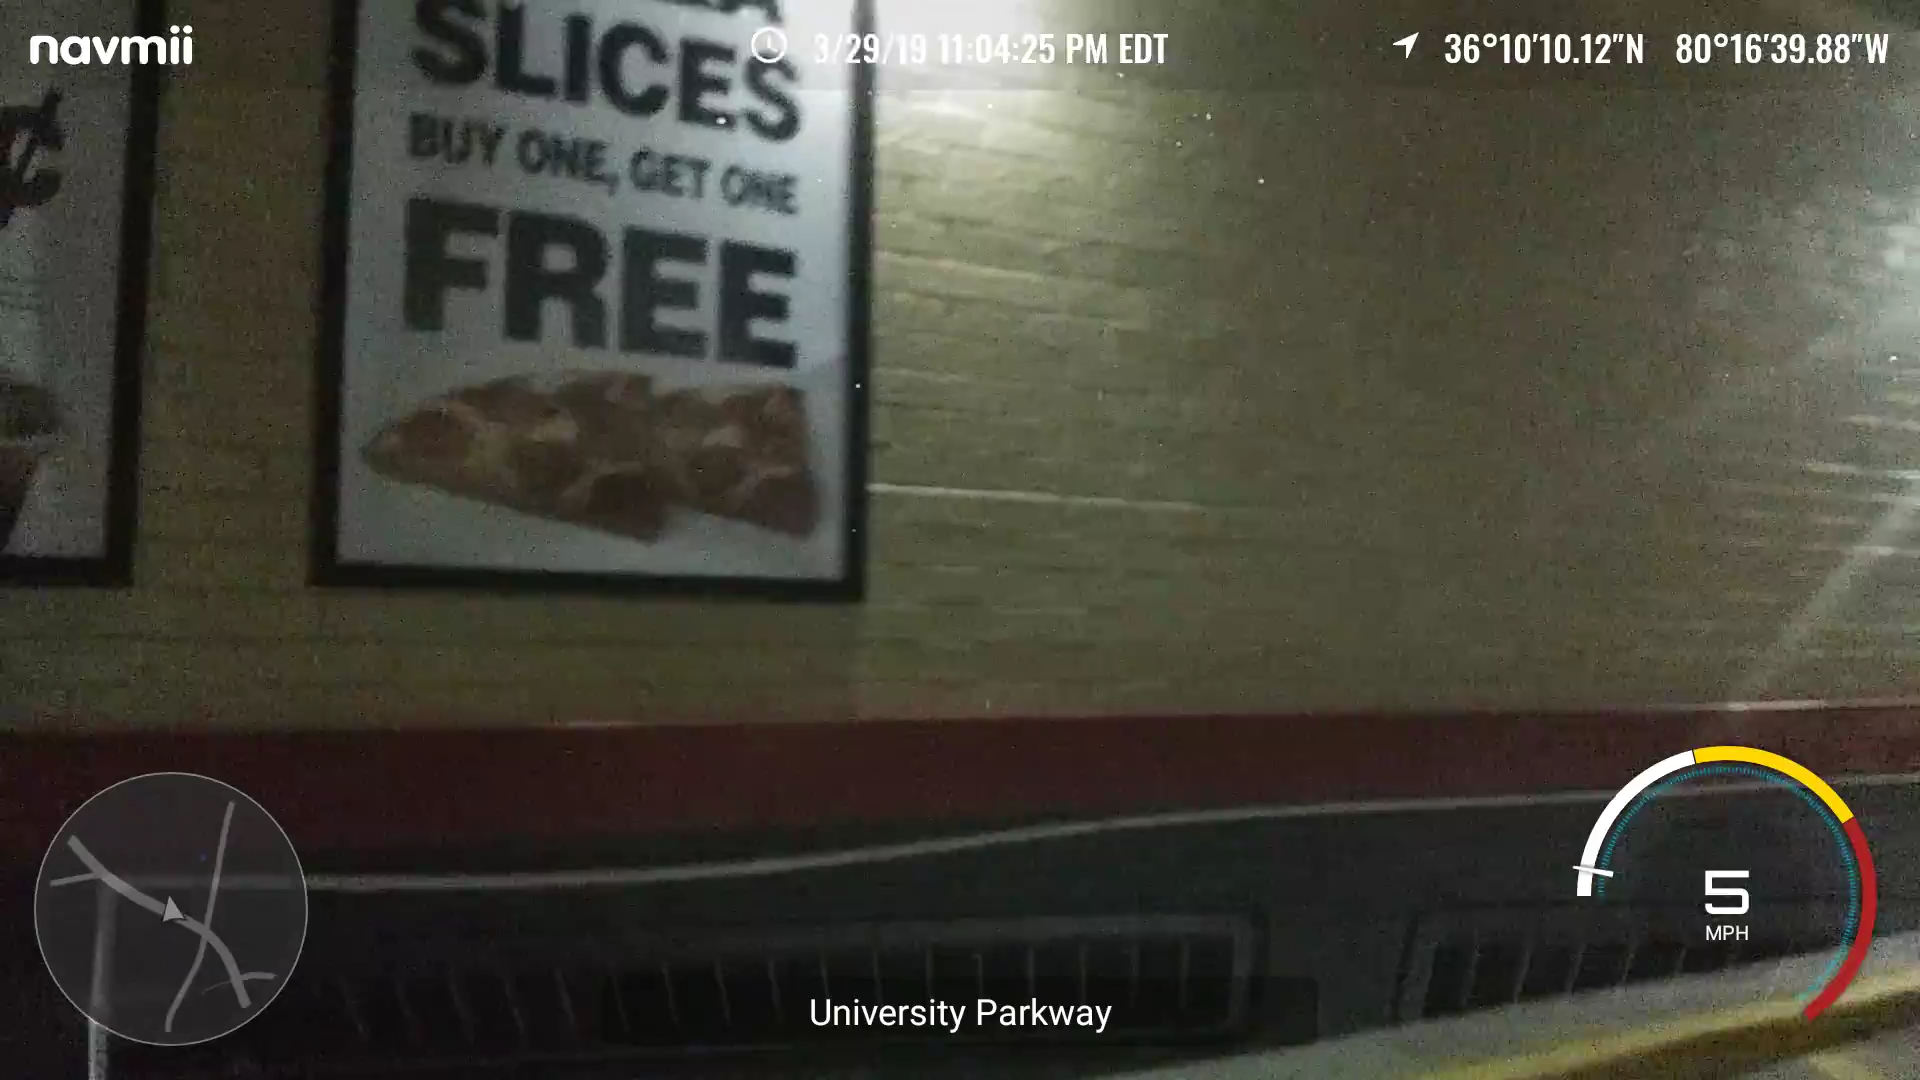 navmii
3/29/19 11:04:25 PM EDT
36°10'10.12"N 80°16'39.88"W
SLICES
BUY ONE, GET ONE
FREE
5
MPH
University Parkway